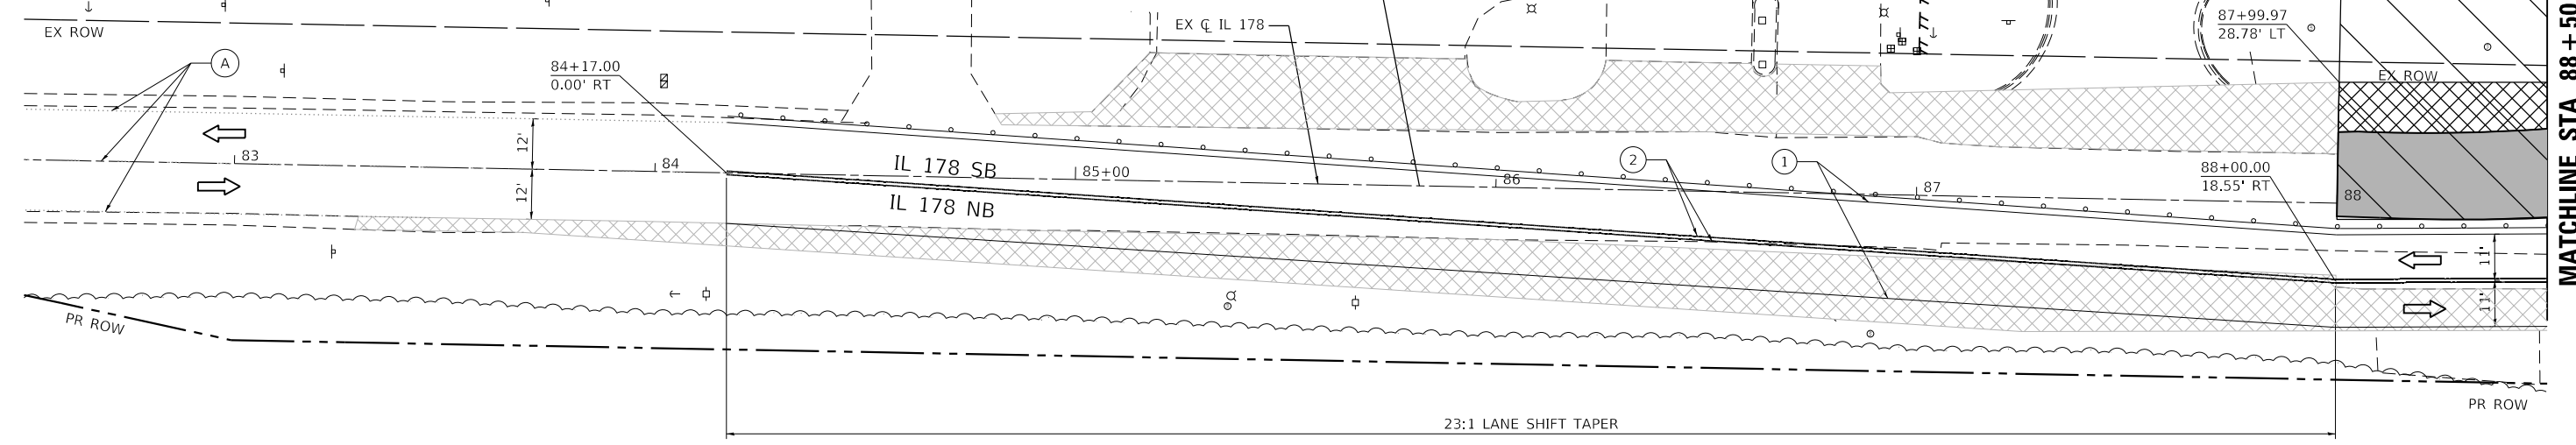 EX ROW
A
84+17.00
0.00' RT
EX ℄ IL 178
87+99.97
28.78' LT
EX ROW
MATCHLINE STA 88+50
12'
12'
83
84
IL 178 SB
85+00
IL 178 NB
86
2
1
87
88+00.00
18.55' RT
88
11'
11'
PR ROW
23:1 LANE SHIFT TAPER
PR ROW